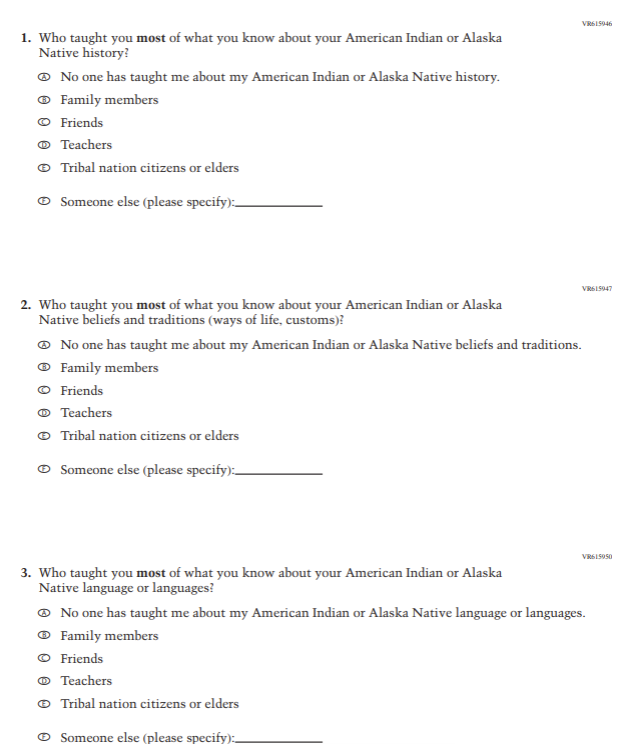 VR615946
1. Who taught you most of what you know about your American Indian or Alaska
Native history?
A No one has taught me about my American Indian or Alaska Native history.
B Family members
C Friends
D Teachers
E Tribal nation citizens or elders
F Someone else (please specify):____________
VR615947
2. Who taught you most of what you know about your American Indian or Alaska
Native beliefs and traditions (ways of life, customs)?
A No one has taught me about my American Indian or Alaska Native beliefs and traditions.
B Family members
C Friends
D Teachers
E Tribal nation citizens or elders
F Someone else (please specify):____________
VR615950
3. Who taught you most of what you know about your American Indian or Alaska
Native language or languages?
A No one has taught me about my American Indian or Alaska Native language or languages.
B Family members
C Friends
D Teachers
E Tribal nation citizens or elders
F Someone else (please specify):____________